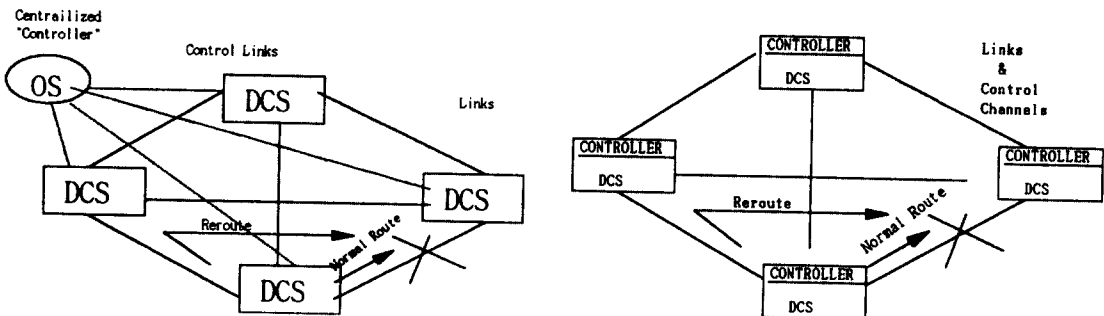 Centrailized
"Controller"
OS
Control Links
DCS
Links
DCS
DCS
Reroute
Normal Route
DCS
CONTROLLER
DCS
Links
&
Control
Channels
CONTROLLER
DCS
CONTROLLER
DCS
Reroute
Normal Route
CONTROLLER
DCS